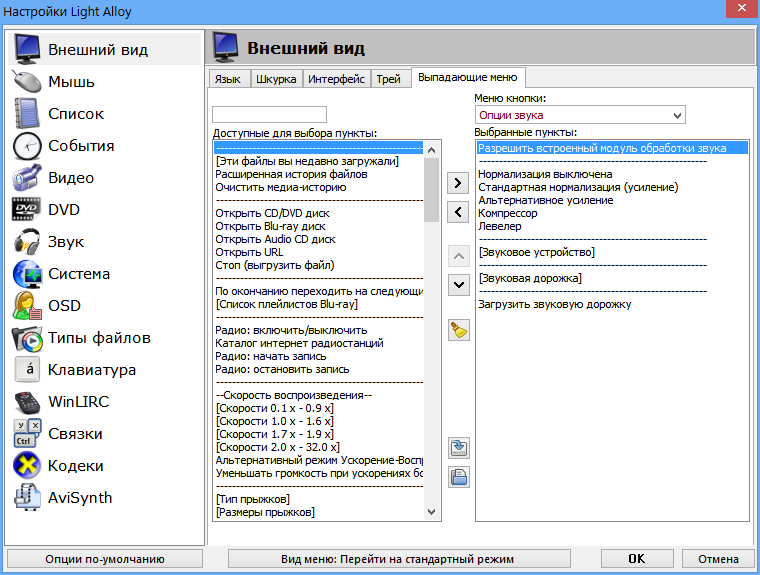 Настройки Light Alloy
Внешний вид
Мышь
Список
События
Видео
DVD
Звук
Система
OSD
Типы файлов
á
Клавиатура
WinLIRC
Y X
Ctrl
Связки
Кодеки
AviSynth
Внешний вид
Язык
Шкурка
Интерфейс
Трей
Выпадающие меню
Доступные для выбора пункты:
[Эти файлы вы недавно загружали]
Расширенная история файлов
Очистить медиа-историю
Открыть CD/DVD диск
Открыть Blu-ray диск
Открыть Audio CD диск
Открыть URL
Стоп (выгрузить файл)
По окончанию переходить на следующи
[Список плейлистов Blu-ray]
Радио: включить/выключить
Каталог интернет радиостанций
Радио: начать запись
Радио: остановить запись
--Скорость воспроизведения--
[Скорости 0.1 x - 0.9 x]
[Скорости 1.0 x - 1.6 x]
[Скорости 1.7 x - 1.9 x]
[Скорости 2.0 x - 32.0 x]
Альтернативный режим Ускорение-Воспр
Уменьшать громкость при ускорениях бо
[Тип прыжков]
[Размеры прыжков]
Меню кнопки:
Опции звука
Выбранные пункты:
Разрешить встроенный модуль обработки звука
Нормализация выключена
Стандартная нормализация (усиление)
Альтернативное усиление
Компрессор
Левелер
[Звуковое устройство]
[Звуковая дорожка]
Загрузить звуковую дорожку
Опции по-умолчанию
Вид меню: Перейти на стандартный режим
OK
Отмена